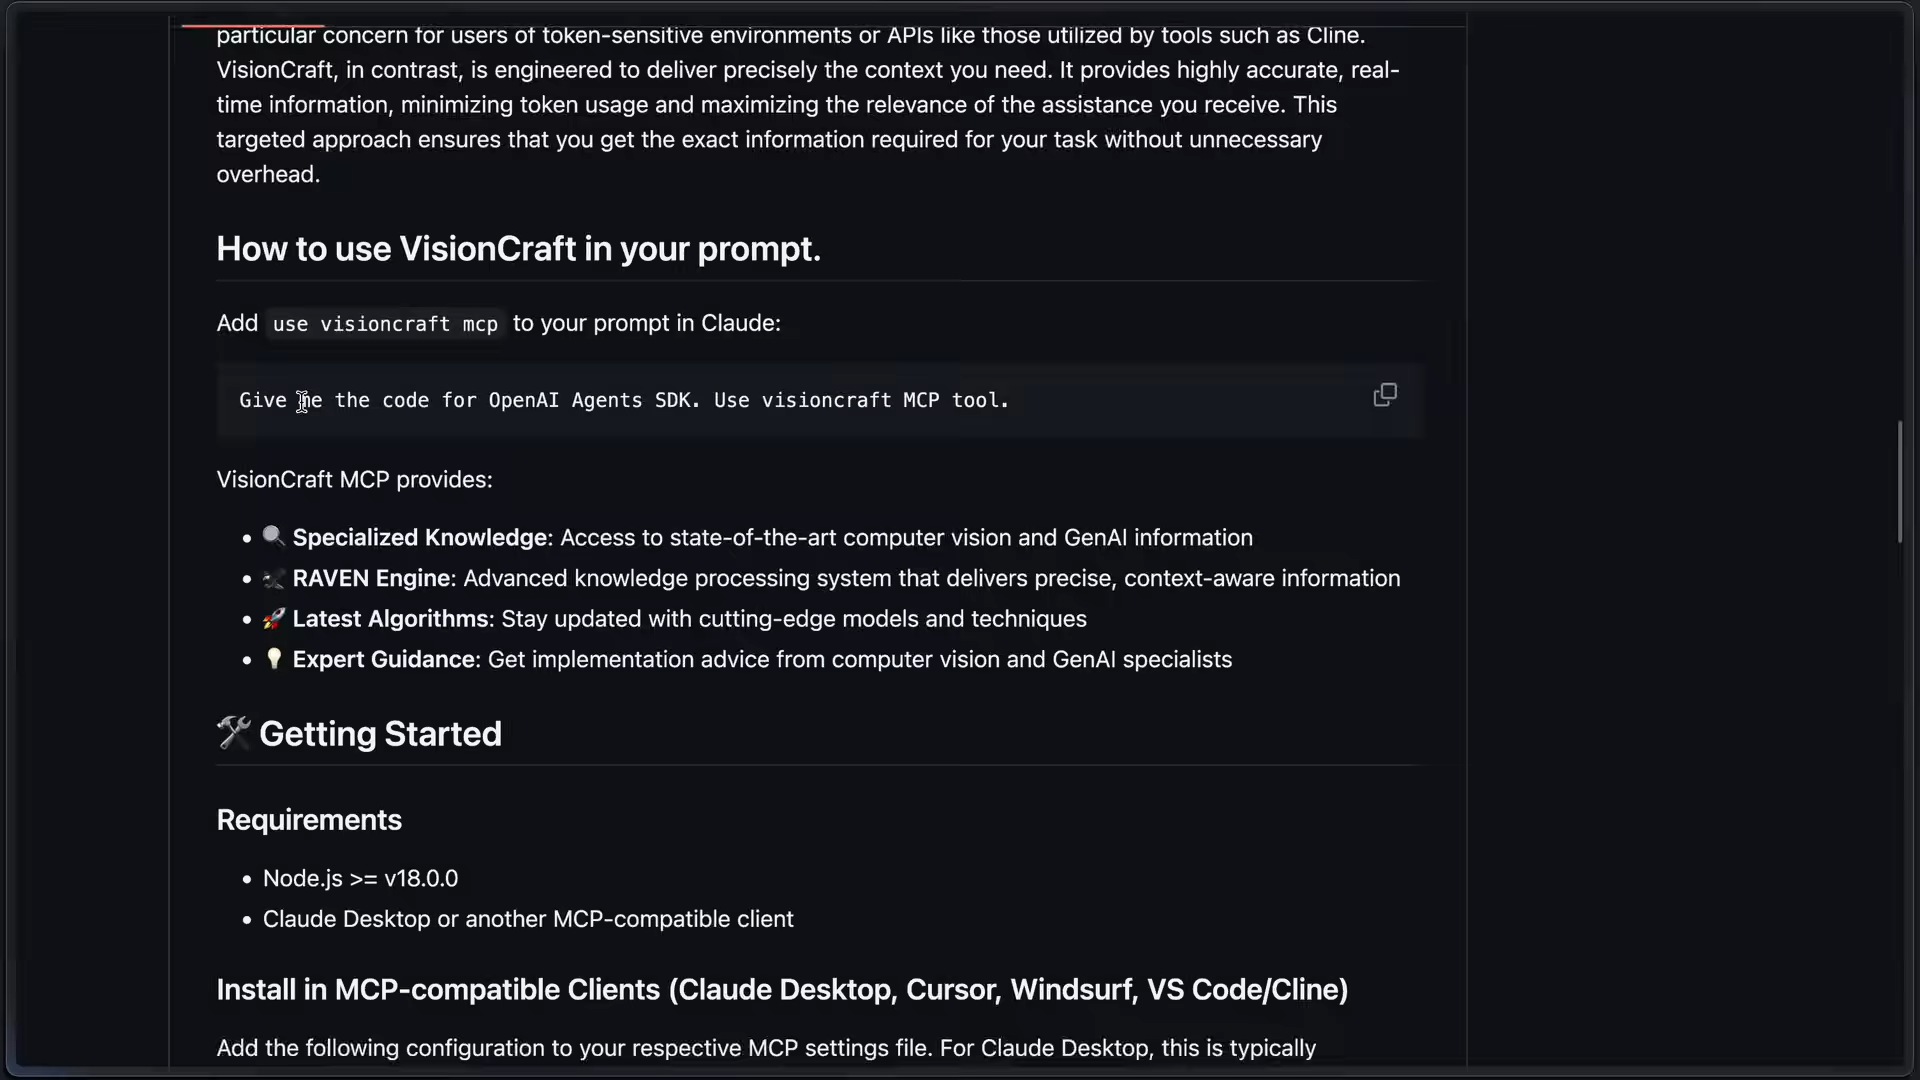 particular concern for users of token-sensitive environments or APIs like those utilized by tools such as Cline.
VisionCraft, in contrast, is engineered to deliver precisely the context you need. It provides highly accurate, real-
time information, minimizing token usage and maximizing the relevance of the assistance you receive. This
targeted approach ensures that you get the exact information required for your task without unnecessary
overhead.
How to use VisionCraft in your prompt.
Add use visioncraft mcp to your prompt in Claude:
Give me the code for OpenAI Agents SDK. Use visioncraft MCP tool.
VisionCraft MCP provides:
• 🔍 Specialized Knowledge: Access to state-of-the-art computer vision and GenAI information
• RAVEN Engine: Advanced knowledge processing system that delivers precise, context-aware information
• 🚀 Latest Algorithms: Stay updated with cutting-edge models and techniques
• 💡 Expert Guidance: Get implementation advice from computer vision and GenAI specialists
🛠️ Getting Started
Requirements
• Node.js >= v18.0.0
• Claude Desktop or another MCP-compatible client
Install in MCP-compatible Clients (Claude Desktop, Cursor, Windsurf, VS Code/Cline)
Add the following configuration to your respective MCP settings file. For Claude Desktop, this is typically